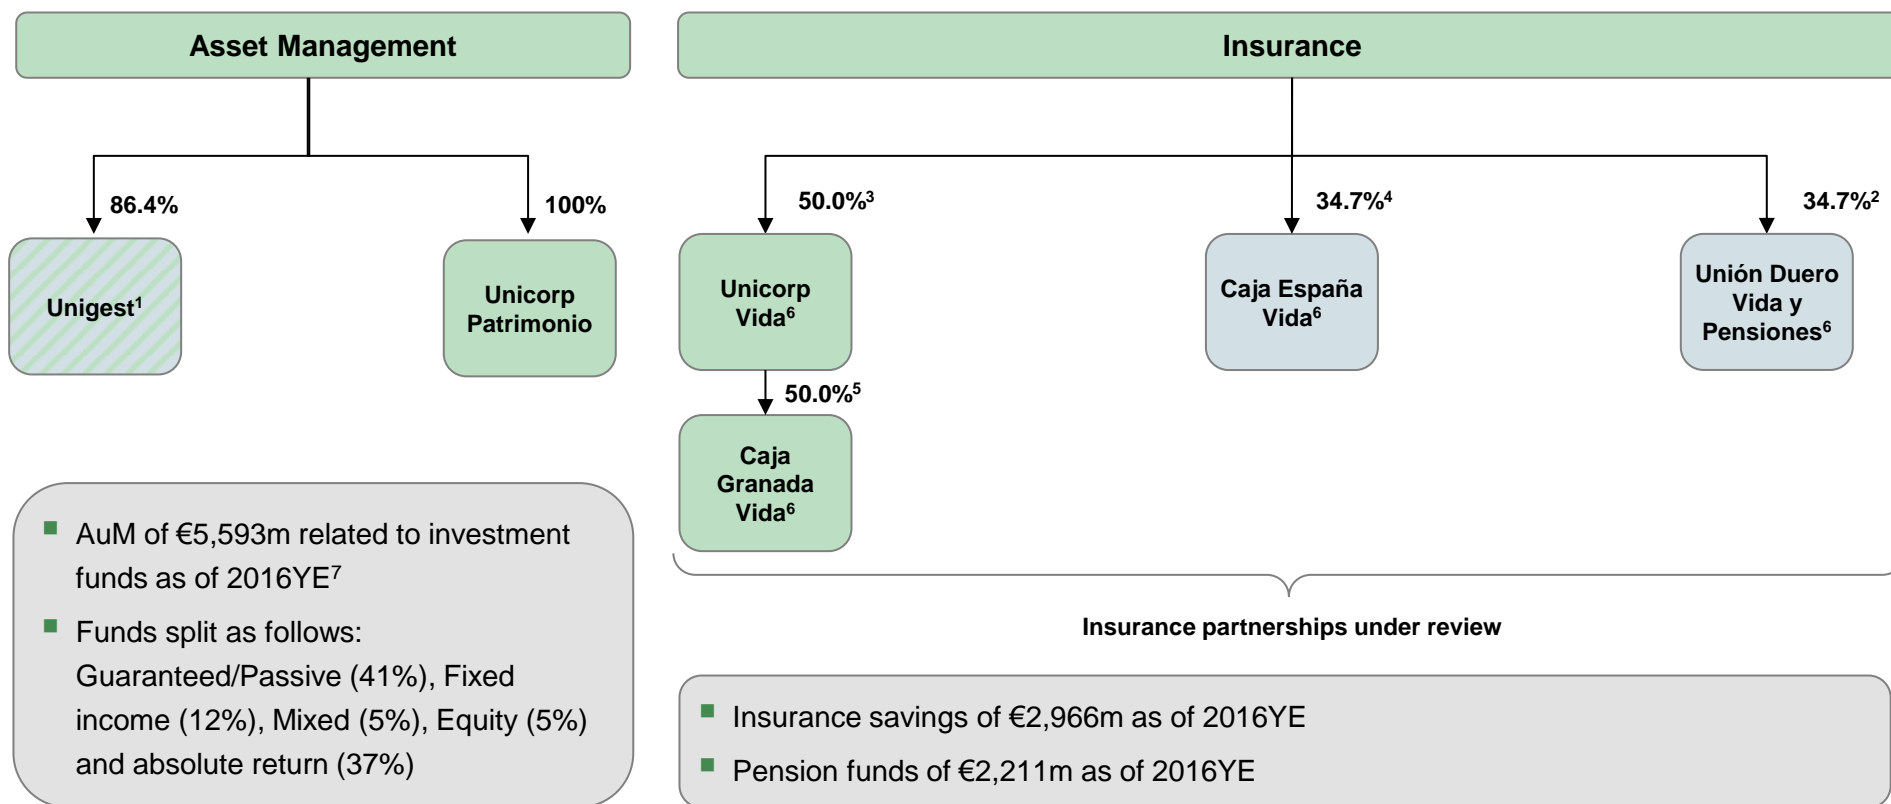 Asset Management
Insurance
86.4%
100%
50.0%3
34.7%4
34.7%2
Unigest1
Unicorp
Patrimonio
Unicorp
Vida6
Caja España
Vida6
Unión Duero
Vida y
Pensiones6
50.0%5
Caja
Granada
Vida6
AuM of €5,593m related to investment
funds as of 2016YE7
Funds split as follows:
Guaranteed/Passive (41%), Fixed
income (12%), Mixed (5%), Equity (5%)
and absolute return (37%)
Insurance partnerships under review
Insurance savings of €2,966m as of 2016YE
Pension funds of €2,211m as of 2016YE